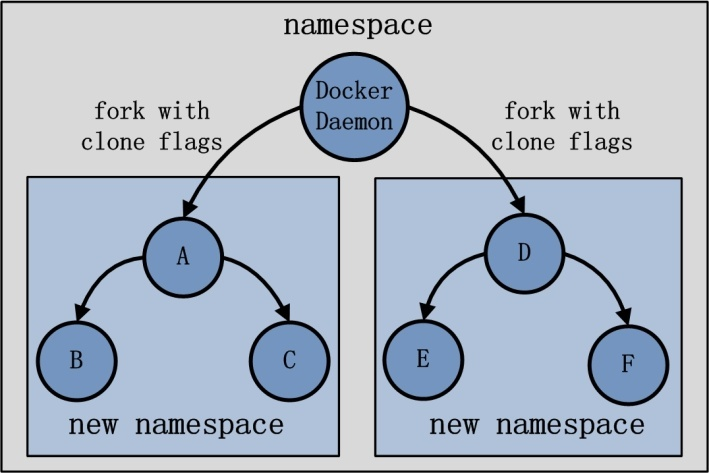 namespace
Docker
Daemon
fork with
clone flags
fork with
clone flags
A
D
B
C
E
F
new namespace
new namespace